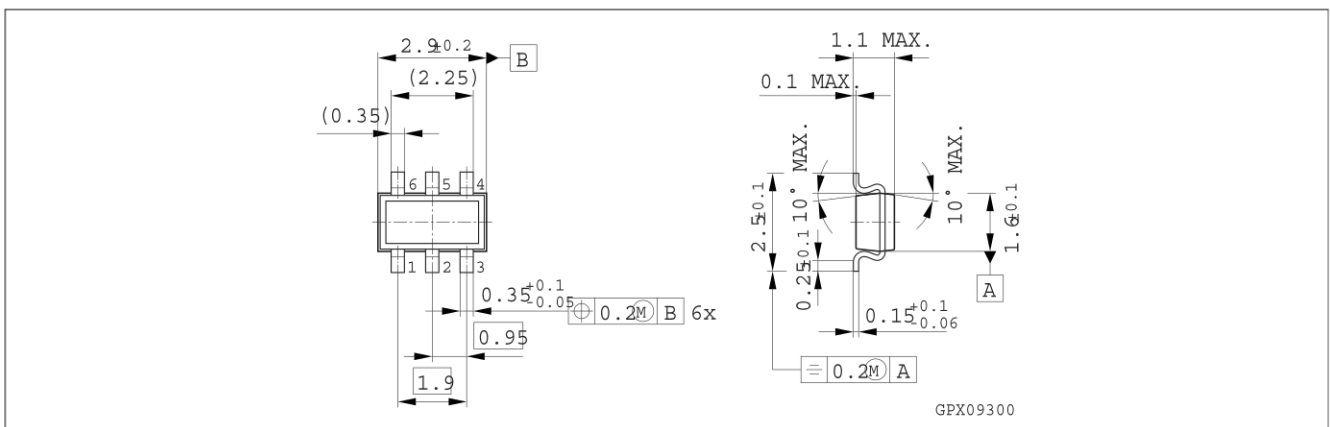 2.9 ±0.2
B
(2.25)
(0.35)
6 5 4
1 2 3
0.35 +0.1 -0.05
0.2 M B 6x
0.95
1.9
1.1 MAX.
0.1 MAX.
10° MAX.
10° MAX.
2.5 ±0.1
0.25 ±0.1
1.6 ±0.1
A
0.15 +0.1 -0.06
0.2 M A
GPX09300